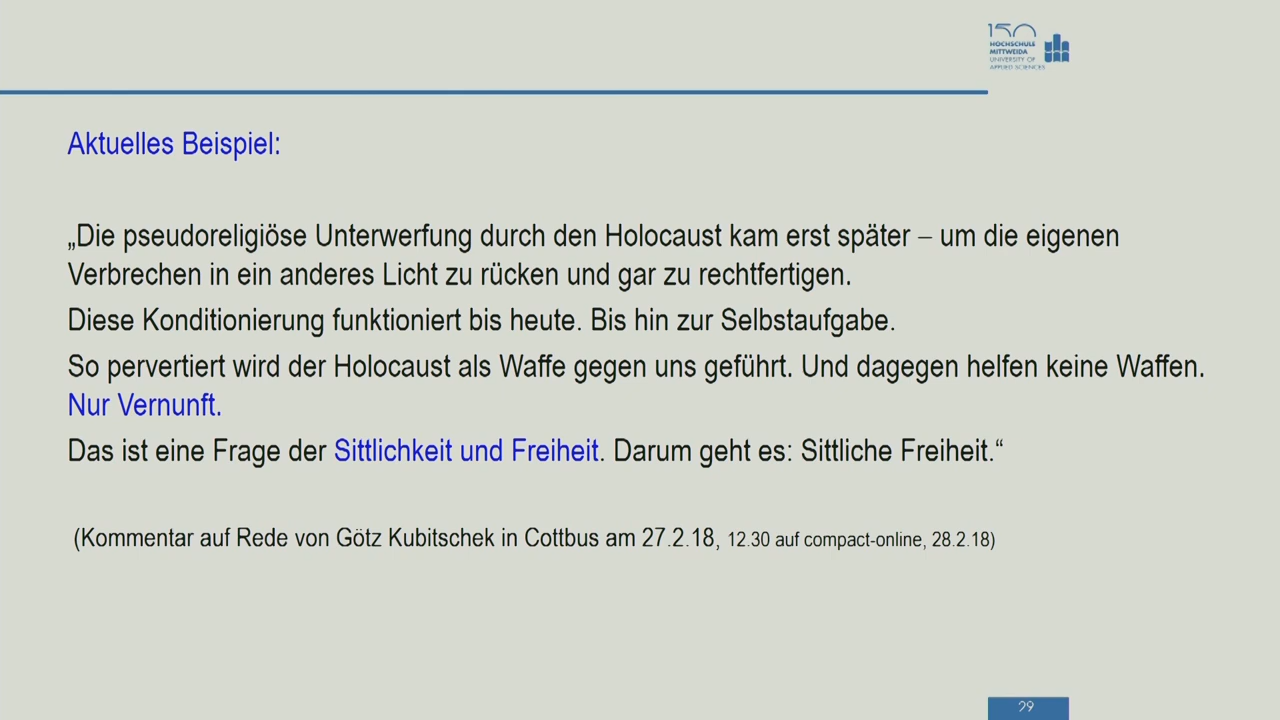 150
HOCHSCHULE
MITTWEIDA
UNIVERSITY OF
APPLIED SCIENCES
Aktuelles Beispiel:
„Die pseudoreligiöse Unterwerfung durch den Holocaust kam erst später – um die eigenen
Verbrechen in ein anderes Licht zu rücken und gar zu rechtfertigen.
Diese Konditionierung funktioniert bis heute. Bis hin zur Selbstaufgabe.
So pervertiert wird der Holocaust als Waffe gegen uns geführt. Und dagegen helfen keine Waffen.
Nur Vernunft.
Das ist eine Frage der Sittlichkeit und Freiheit. Darum geht es: Sittliche Freiheit.“
(Kommentar auf Rede von Götz Kubitschek in Cottbus am 27.2.18, 12.30 auf compact-online, 28.2.18)
29